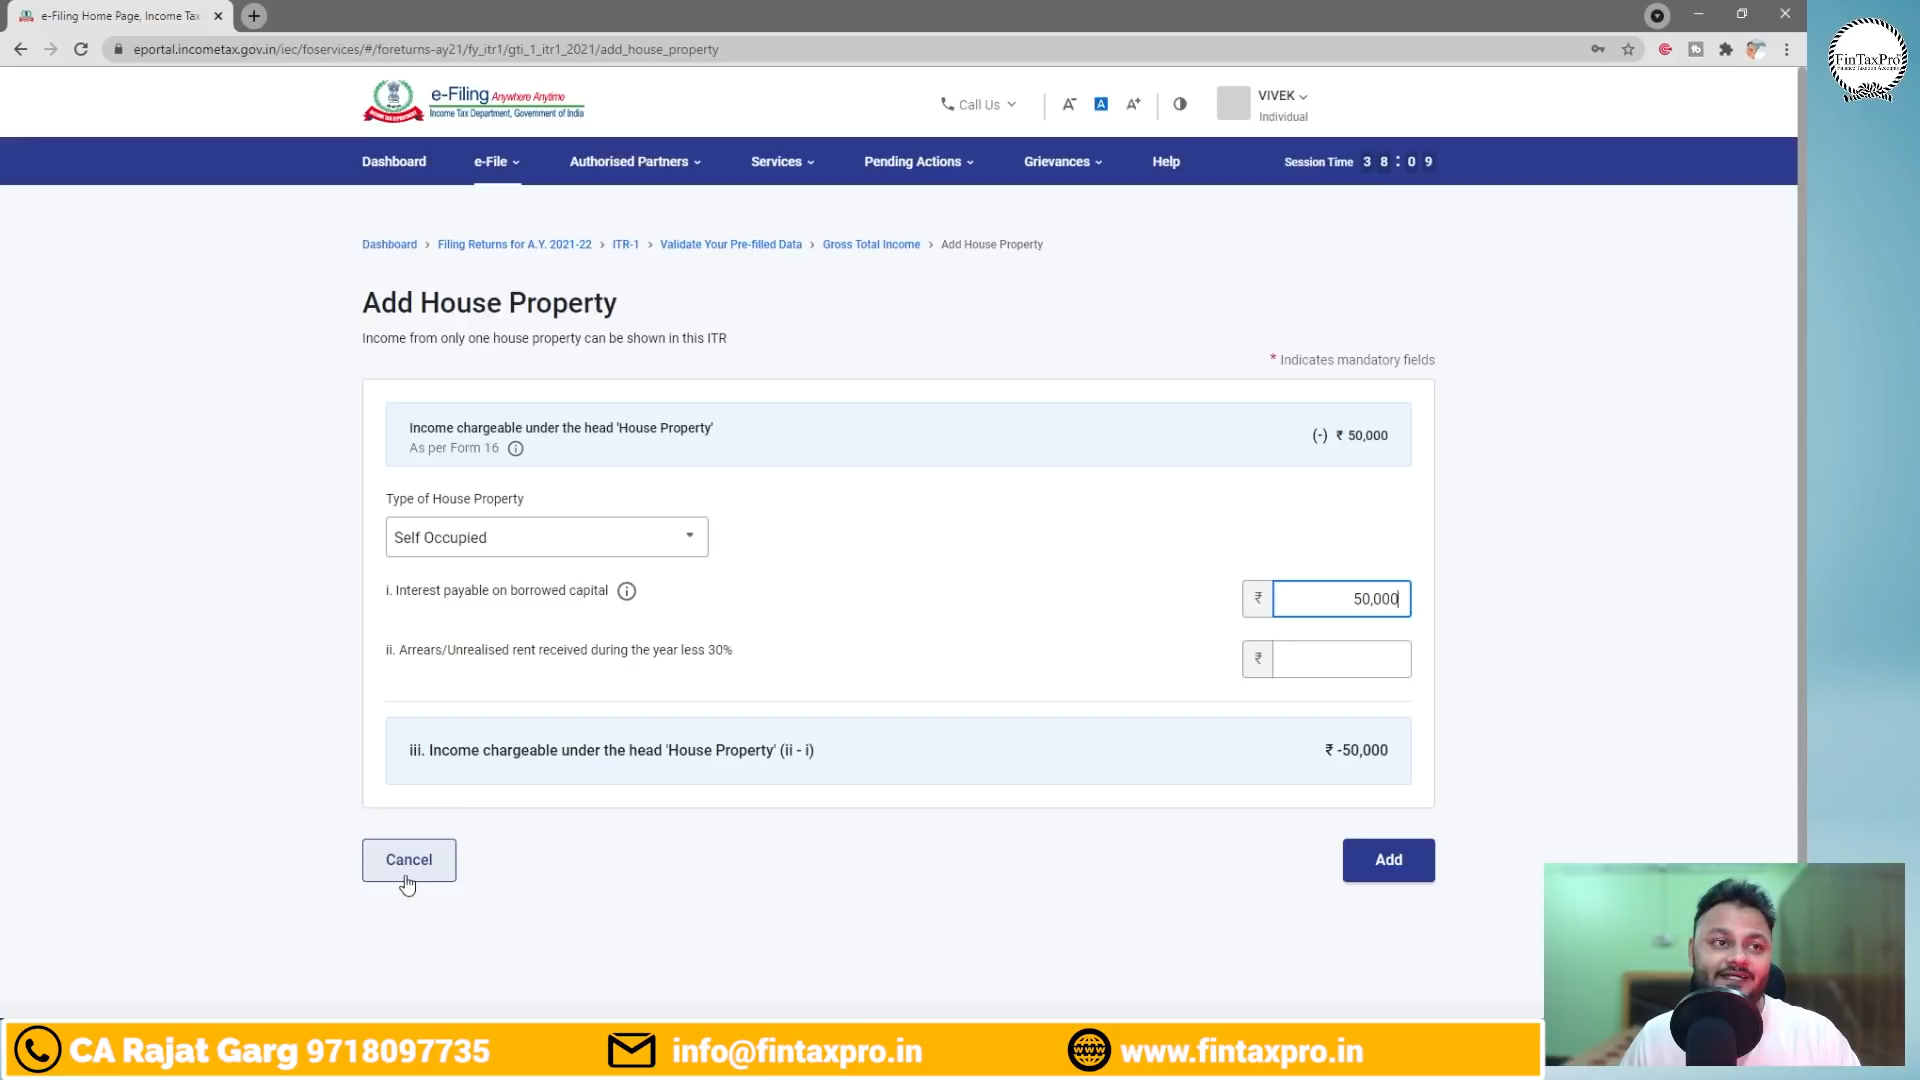 e-Filing Home Page, Income Tax
eportal.incometax.gov.in/iec/foservices/#/foreturns-ay21/fy_itr1/gti_1_itr1_2021/add_house_property
FinTaxPro
e-Filing Anywhere Anytime
Income Tax Department, Government of India
Call Us
A-
A
A+
VIVEK
Individual
Dashboard e-File Authorised Partners Services Pending Actions Grievances Help Session Time 38:09
Dashboard > Filing Returns for A.Y. 2021-22 > ITR-1 > Validate Your Pre-filled Data > Gross Total Income > Add House Property
Add House Property
Income from only one house property can be shown in this ITR
* Indicates mandatory fields
Income chargeable under the head 'House Property' (-) ₹ 50,000
As per Form 16
Type of House Property
Self Occupied
i. Interest payable on borrowed capital ₹ 50,000
ii. Arrears/Unrealised rent received during the year less 30% ₹
iii. Income chargeable under the head 'House Property' (ii - i) ₹ -50,000
Cancel Add
CA Rajat Garg 9718097735 info@fintaxpro.in www.fintaxpro.in